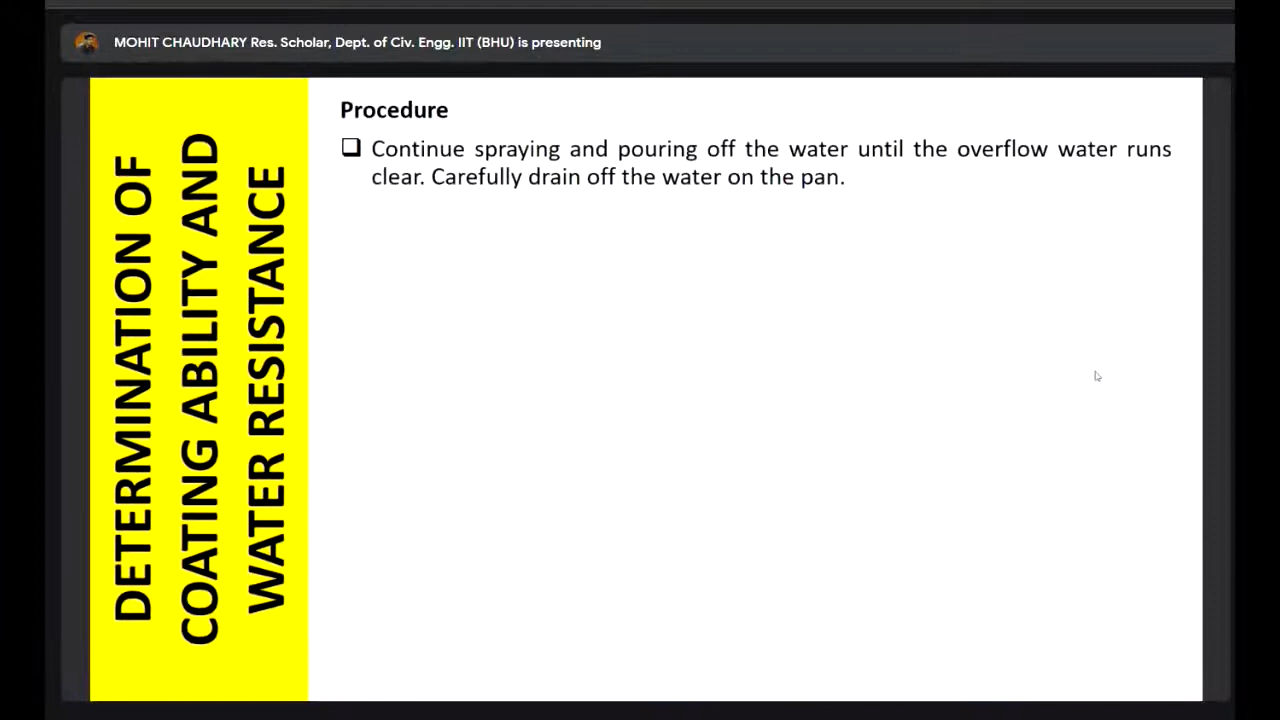 MOHIT CHAUDHARY Res. Scholar, Dept. of Civ. Engg. IIT (BHU) is presenting
DETERMINATION OF
COATING ABILITY AND
WATER RESISTANCE
Procedure
❑ Continue spraying and pouring off the water until the overflow water runs
clear. Carefully drain off the water on the pan.